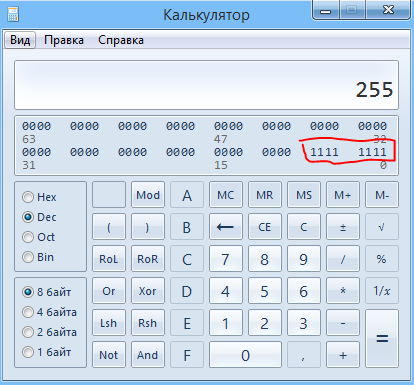 Калькулятор
Вид Правка Справка
255
0000 0000 0000 0000 0000 0000 0000 0000
63 47 32
0000 0000 0000 0000 0000 0000 1111 1111
31 15 0
Hex
Dec
Oct
Bin
8 байт
4 байта
2 байта
1 байт
Mod A MC MR MS M+ M-
( ) B ← CE C ± √
RoL RoR C 7 8 9 / %
Or Xor D 4 5 6 * 1/x
Lsh Rsh E 1 2 3 - =
Not And F 0 , +